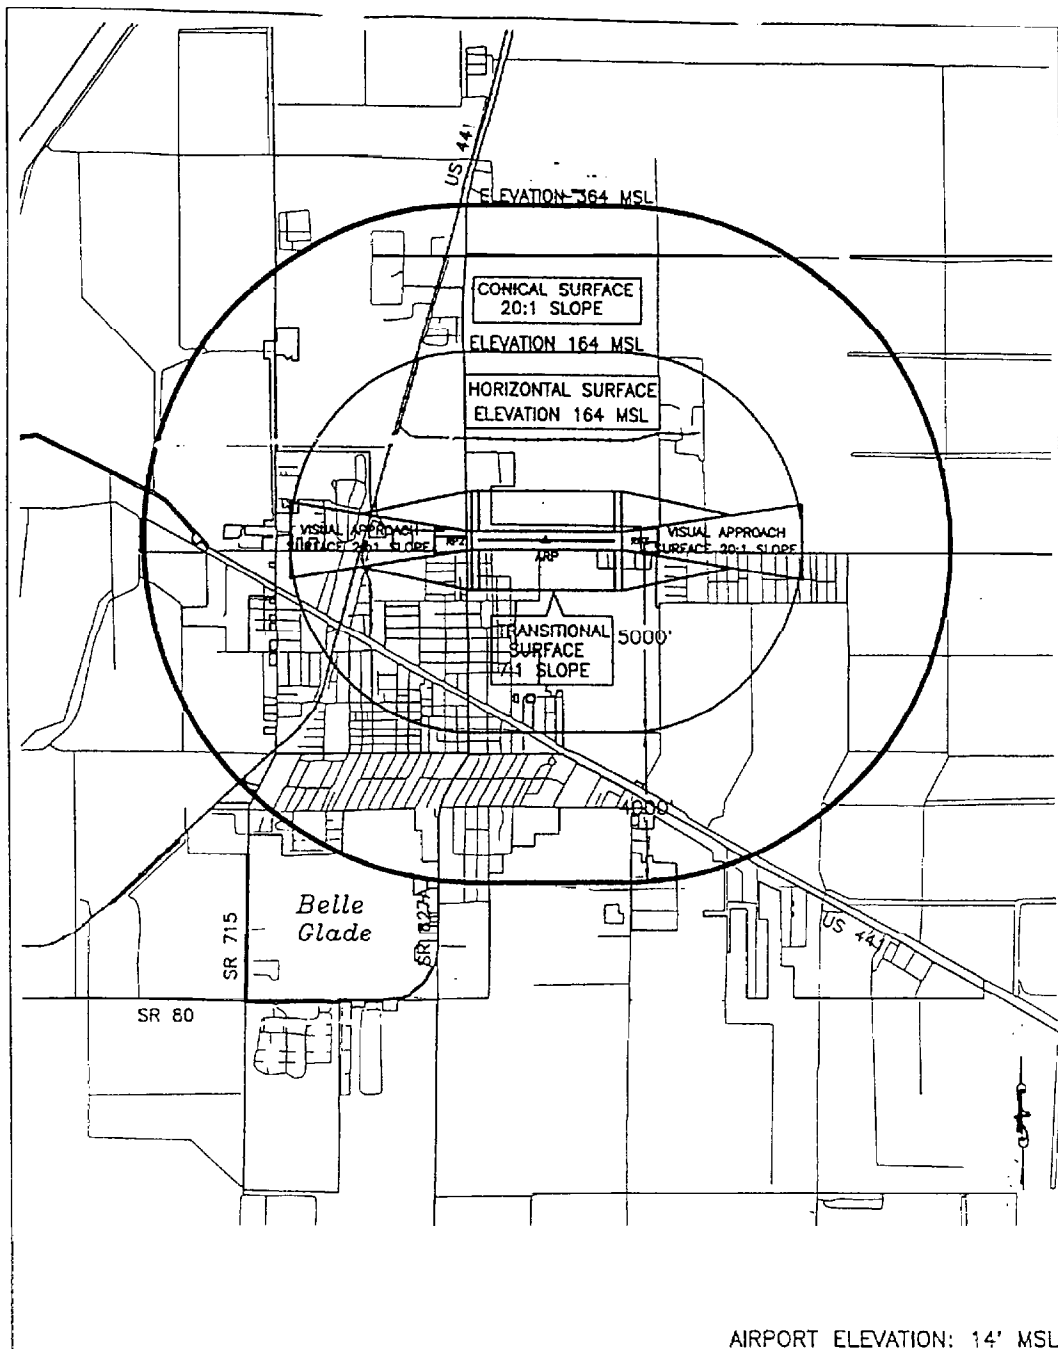 US 441
ELEVATION 364 MSL
CONICAL SURFACE
20:1 SLOPE
ELEVATION 164 MSL
HORIZONTAL SURFACE
ELEVATION 164 MSL
VISUAL APPROACH
SURFACE 20:1 SLOPE
RPZ
ARP
RPZ
VISUAL APPROACH
SURFACE 20:1 SLOPE
TRANSITIONAL
SURFACE
7:1 SLOPE
5000'
4000'
Belle
Glade
SR 715
SR 827A
US 441
SR 80
AIRPORT ELEVATION: 14' MSL